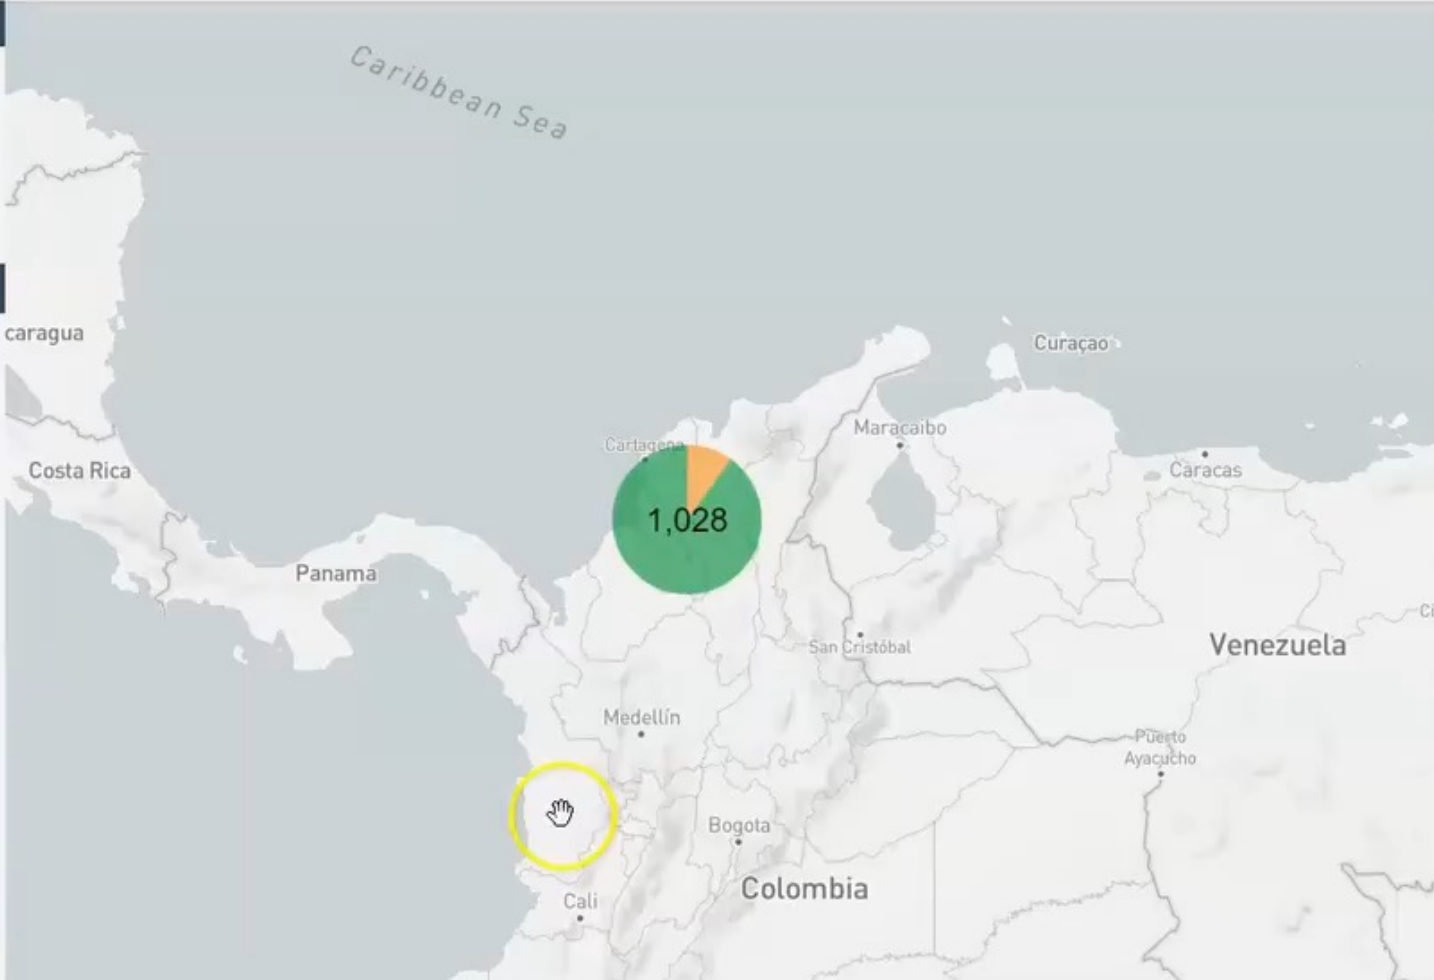 Caribbean Sea
caragua
Curaçao
Maracaibo
Cartagena
Caracas
Costa Rica
1,028
Panama
Venezuela
San Cristóbal
Medellín
Puerto
Ayacucho
Bogota
Colombia
Cali